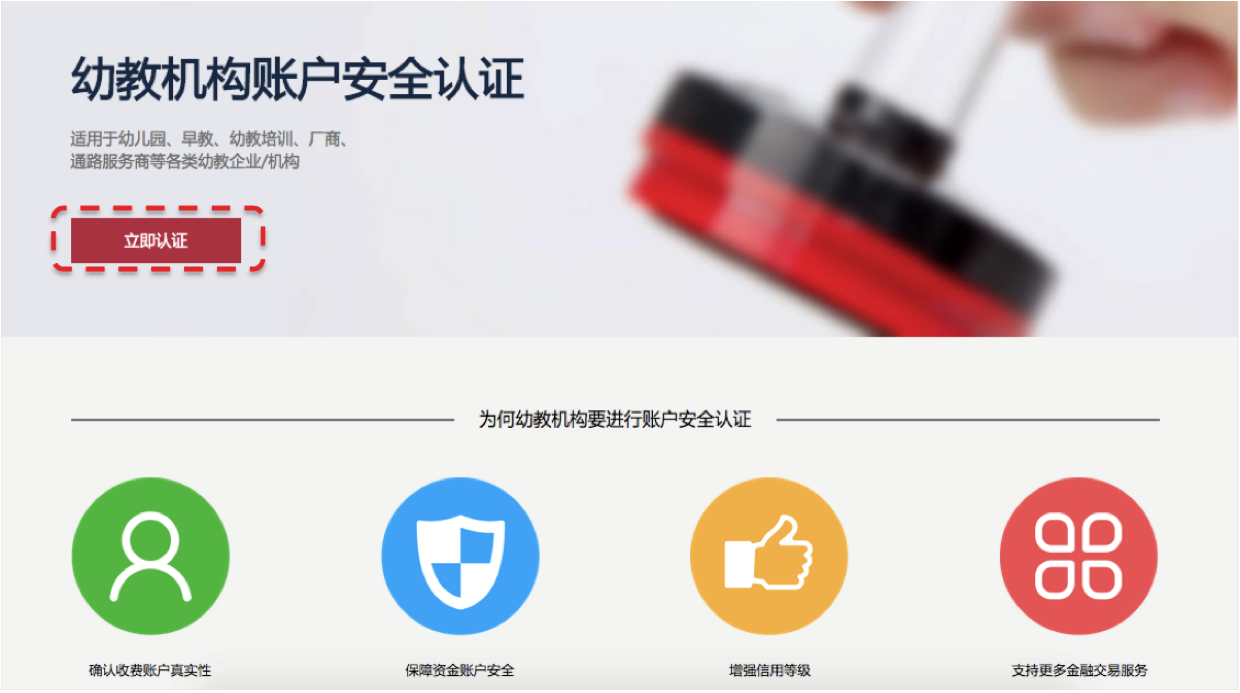 幼教机构账户安全认证
适用于幼儿园、早教、幼教培训、厂商、
通路服务商等各类幼教企业/机构
立即认证
为何幼教机构要进行账户安全认证
确认收费账户真实性
保障资金账户安全
增强信用等级
支持更多金融交易服务